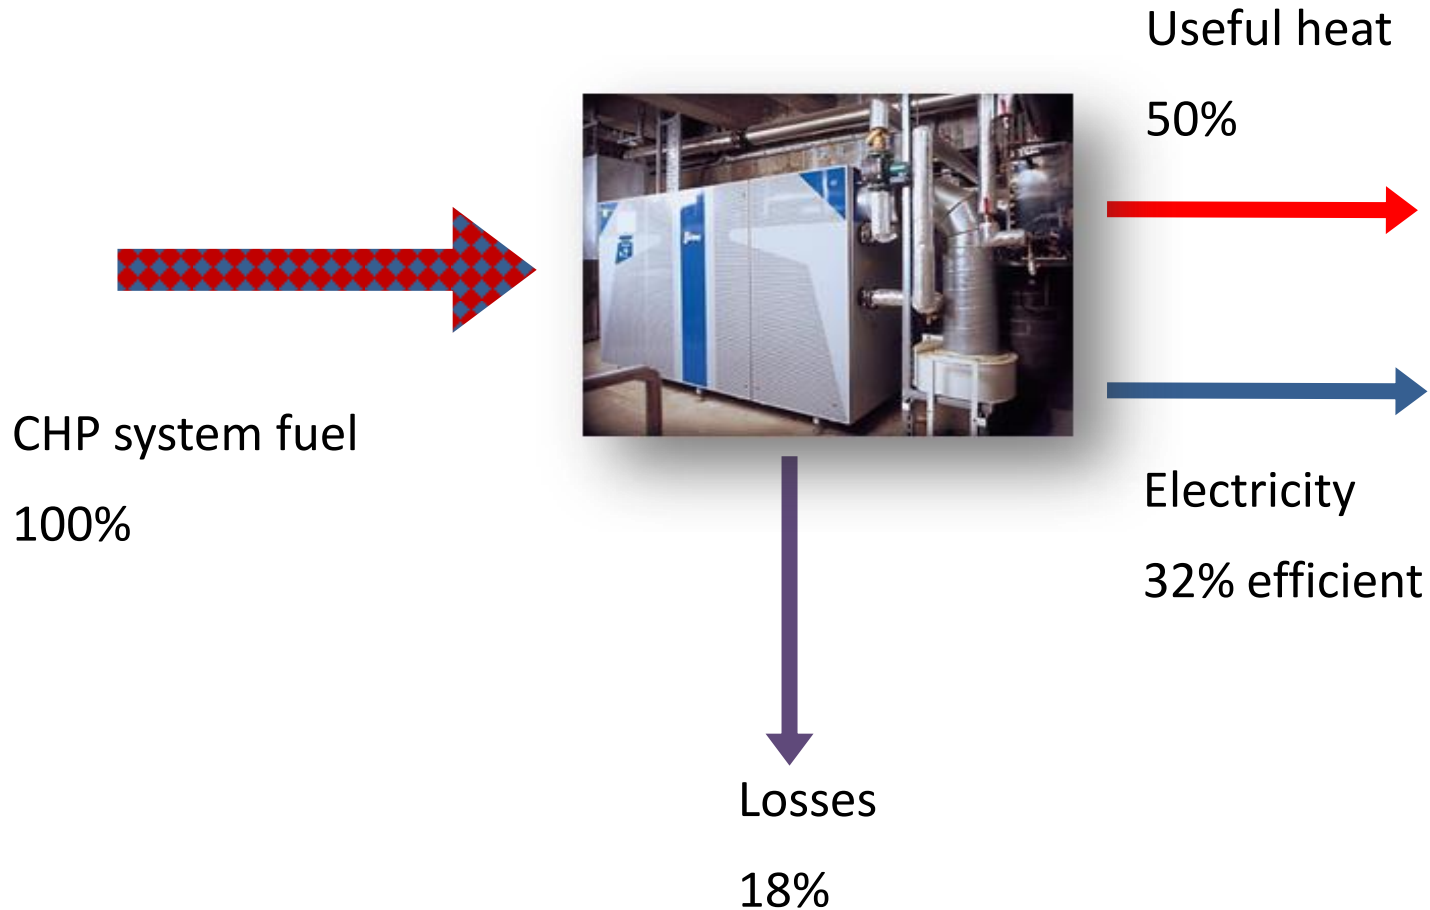 Useful heat
50%
CHP system fuel
100%
Electricity
32% efficient
Losses
18%